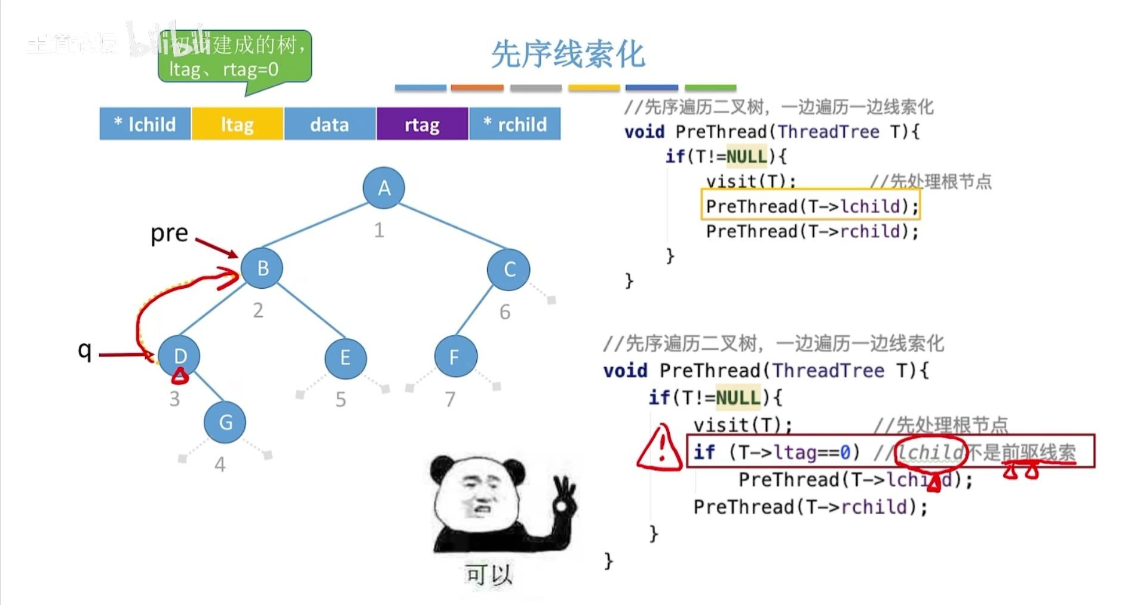 bilibili
建成的树，
ltag、rtag=0
先序线索化
* lchild ltag data rtag * rchild
A
1
pre
B
2
C
6
q
D
3
E
5
F
7
G
4
可以
//先序遍历二叉树，一边遍历一边线索化
void PreThread(ThreadTree T){
if(T!=NULL){
visit(T); //先处理根节点
PreThread(T->lchild);
PreThread(T->rchild);
}
}
//先序遍历二叉树，一边遍历一边线索化
void PreThread(ThreadTree T){
if(T!=NULL){
visit(T); //先处理根节点
!
if (T->ltag==0) //lchild不是前驱线索
PreThread(T->lchild);
PreThread(T->rchild);
}
}